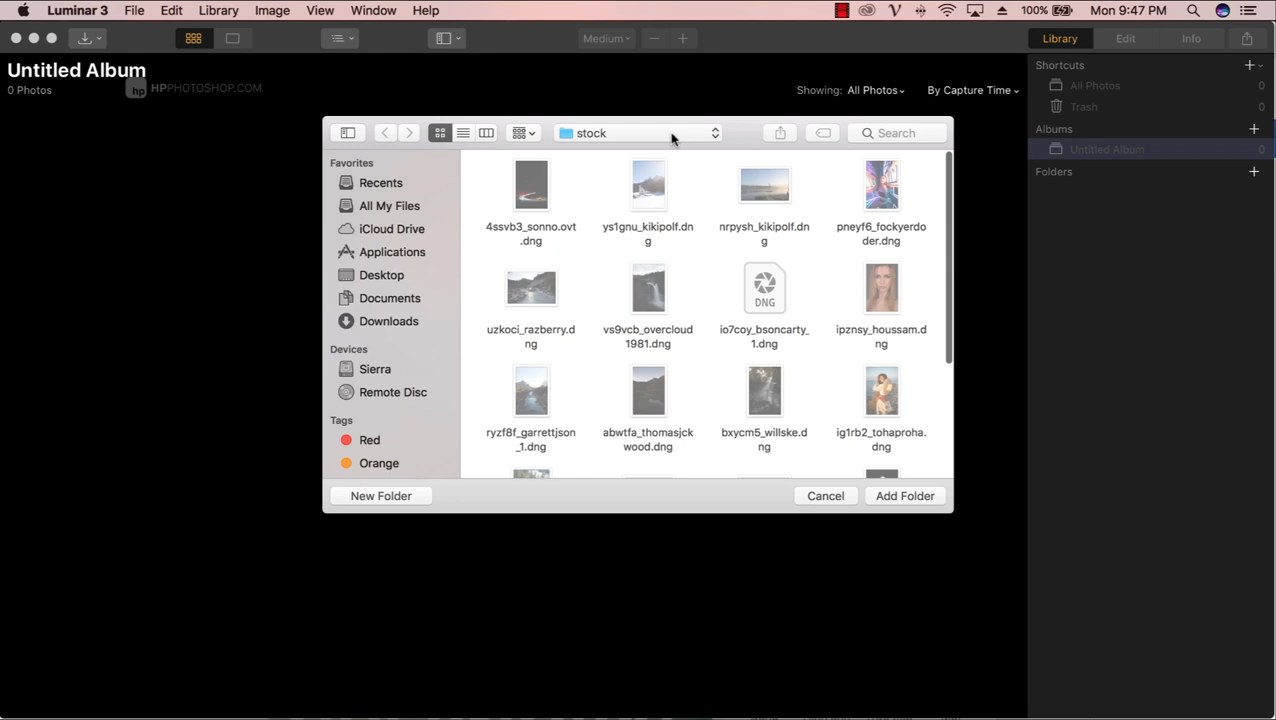 Luminar 3 File Edit Library Image View Window Help 100% Mon 9:47 PM
Medium Library Edit Info
Untitled Album
0 Photos
hp HPPHOTOSHOP.COM
Showing: All Photos By Capture Time
Shortcuts
All Photos 0
Trash 0
Albums
Untitled Album 0
Folders
stock
Search
Favorites
Recents
All My Files
iCloud Drive
Applications
Desktop
Documents
Downloads
Devices
Sierra
Remote Disc
Tags
Red
Orange
4ssvb3_sonno.ovt
.dng
ys1gnu_kikipolf.dn
g
nrpysh_kikipolf.dn
g
pneyf6_fockyerdo
der.dng
uzkoci_razberry.d
ng
vs9vcb_overcloud
1981.dng
DNG
io7coy_bsoncarty_
1.dng
ipznsy_houssam.d
ng
ryzf8f_garrettjson
_1.dng
abwtfa_thomasjck
wood.dng
bxycm5_willske.d
ng
ig1rb2_tohaproha.
dng
New Folder
Cancel
Add Folder